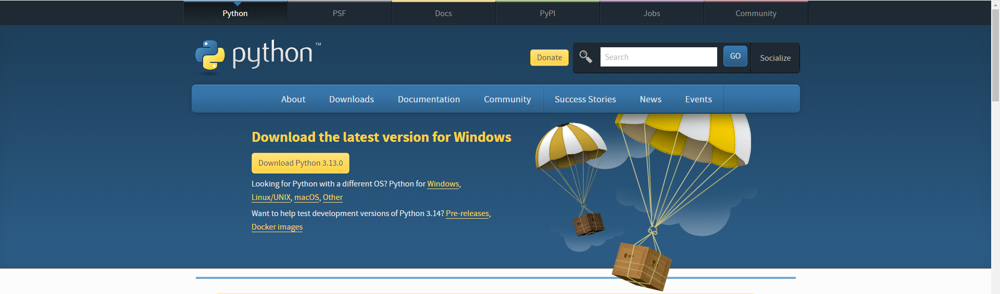 Python PSF Docs PyPI Jobs Community
python™
Donate Search GO Socialize
About Downloads Documentation Community Success Stories News Events
Download the latest version for Windows
Download Python 3.13.0
Looking for Python with a different OS? Python for Windows,
Linux/UNIX, macOS, Other
Want to help test development versions of Python 3.14? Pre-releases,
Docker images